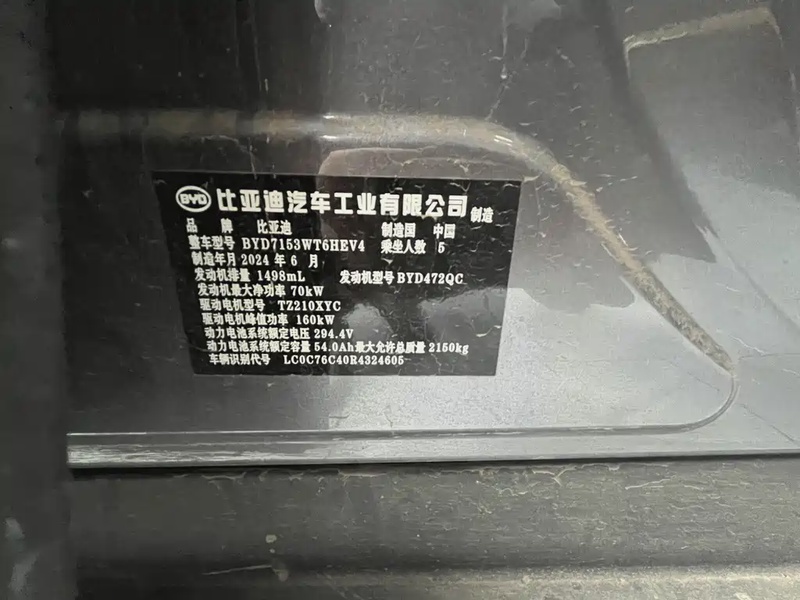 BYD 比亚迪汽车工业有限公司 制造
品 牌 比亚迪 制造国 中国
整车型号 BYD7153WT6HEV4 乘坐人数 5
制造年月 2024 年 6 月
发动机排量 1498mL 发动机型号 BYD472QC
发动机最大净功率 70kW
驱动电机型号 TZ210XYC
驱动电机峰值功率 160kW
动力电池系统额定电压 294.4V
动力电池系统额定容量 54.0Ah 最大允许总质量 2150kg
车辆识别代号 LC0C76C40R4324605